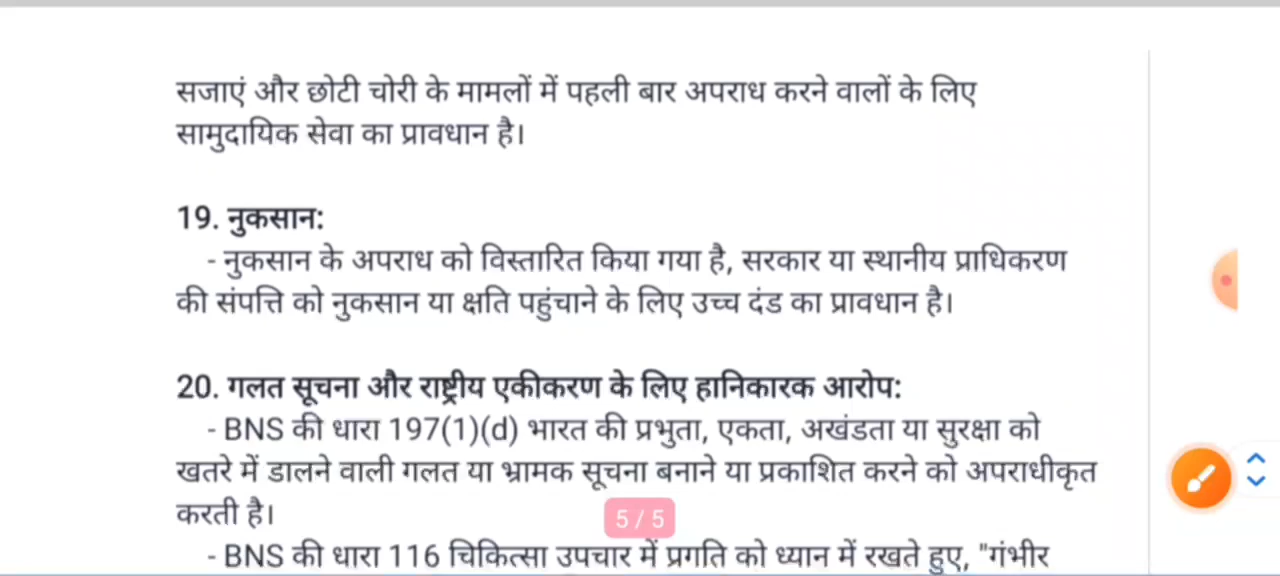 सजाएं और छोटी चोरी के मामलों में पहली बार अपराध करने वालों के लिए
सामुदायिक सेवा का प्रावधान है।
19. नुकसान:
- नुकसान के अपराध को विस्तारित किया गया है, सरकार या स्थानीय प्राधिकरण
की संपत्ति को नुकसान या क्षति पहुंचाने के लिए उच्च दंड का प्रावधान है।
20. गलत सूचना और राष्ट्रीय एकीकरण के लिए हानिकारक आरोप:
- BNS की धारा 197(1)(d) भारत की प्रभुता, एकता, अखंडता या सुरक्षा को
खतरे में डालने वाली गलत या भ्रामक सूचना बनाने या प्रकाशित करने को अपराधीकृत
करती है।
5 / 5
- BNS की धारा 116 चिकित्सा उपचार में प्रगति को ध्यान में रखते हुए, "गंभीर